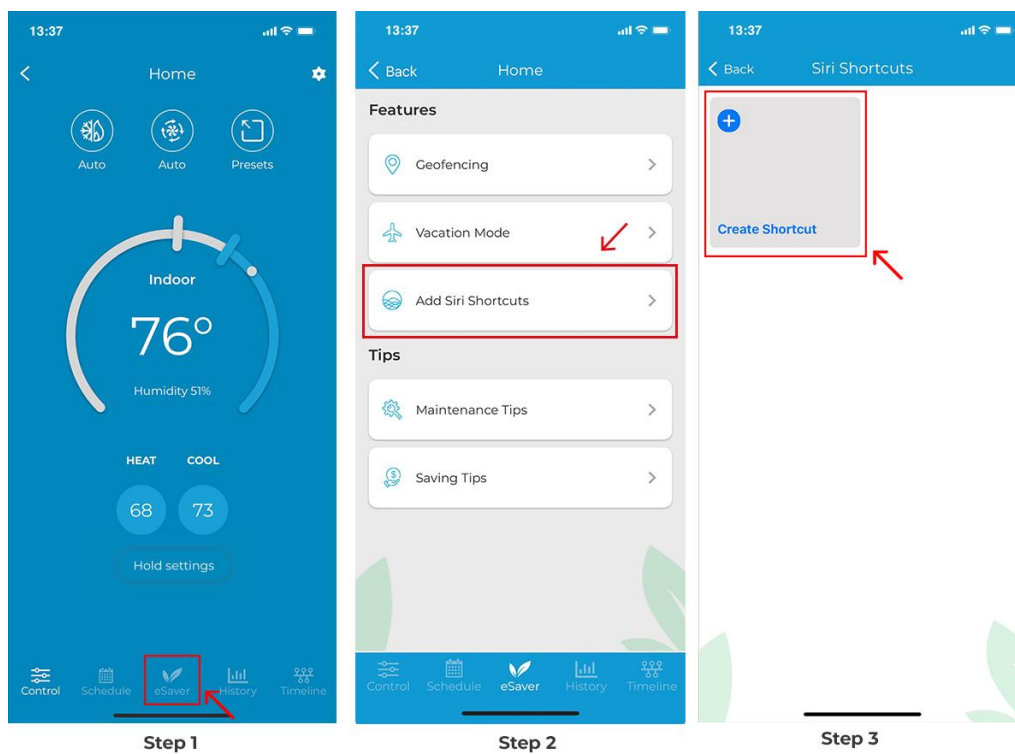 13:37
Home
Auto Auto Presets
Indoor
76°
Humidity 51%
HEAT COOL
68 73
Hold settings
Control Schedule eSaver History Timeline
Step 1
13:37
Back Home
Features
Geofencing
Vacation Mode
Add Siri Shortcuts
Tips
Maintenance Tips
Saving Tips
Control Schedule eSaver History Timeline
Step 2
13:37
Back Siri Shortcuts
Create Shortcut
Step 3